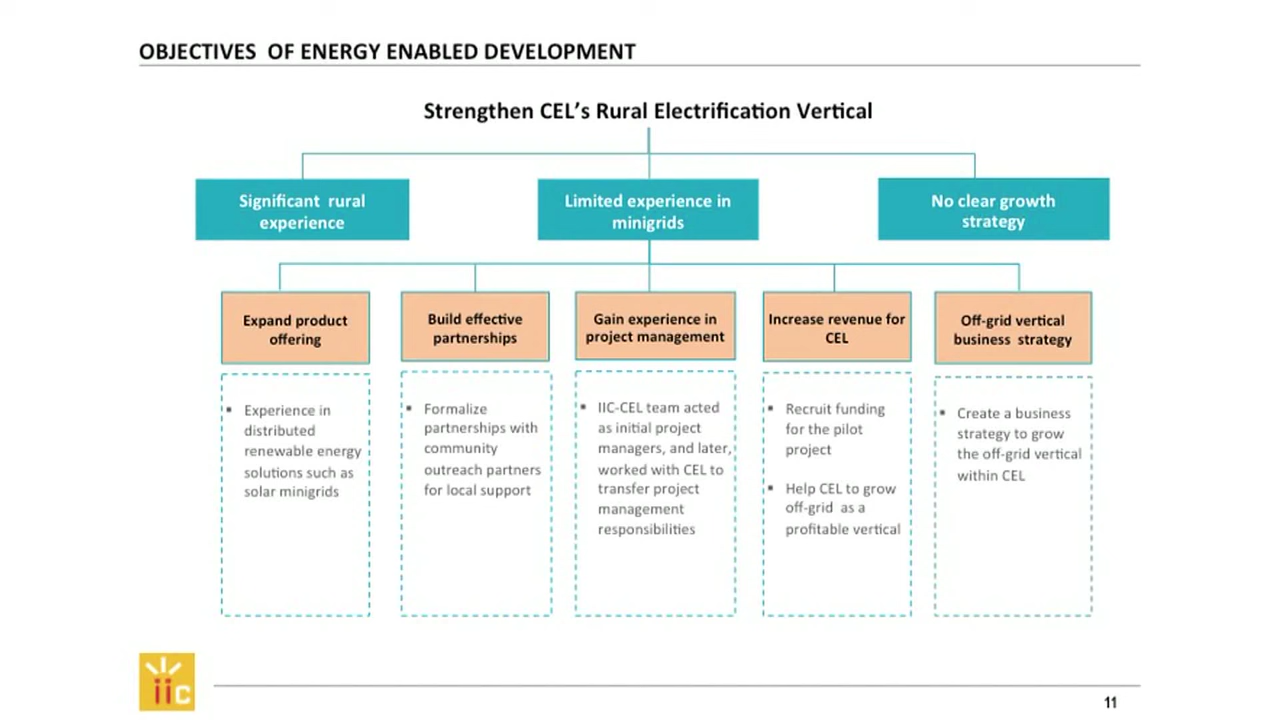 OBJECTIVES OF ENERGY ENABLED DEVELOPMENT
Strengthen CEL's Rural Electrification Vertical
Significant rural
experience
Limited experience in
minigrids
No clear growth
strategy
Expand product
offering
Build effective
partnerships
Gain experience in
project management
Increase revenue for
CEL
Off-grid vertical
business strategy
▪ Experience in
distributed
renewable energy
solutions such as
solar minigrids
▪ Formalize
partnerships with
community
outreach partners
for local support
▪ IIC-CEL team acted
as initial project
managers, and later,
worked with CEL to
transfer project
management
responsibilities
▪ Recruit funding
for the pilot
project
▪ Help CEL to grow
off-grid as a
profitable vertical
▪ Create a business
strategy to grow
the off-grid vertical
within CEL
iic
11